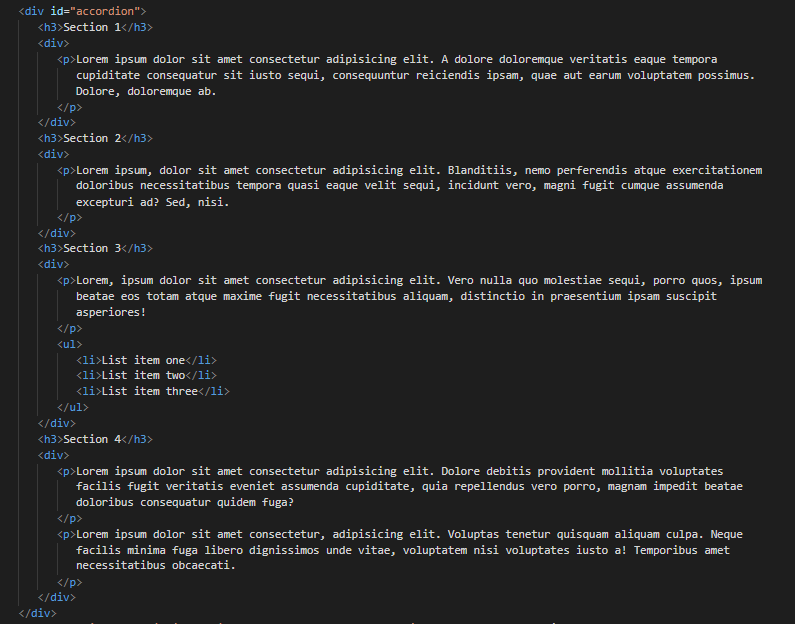 <div id="accordion">
<h3>Section 1</h3>
<div>
<p>Lorem ipsum dolor sit amet consectetur adipisicing elit. A dolore doloremque veritatis eaque tempora
cupiditate consequatur sit iusto sequi, consequuntur reiciendis ipsam, quae aut earum voluptatem possimus.
Dolore, doloremque ab.
</p>
</div>
<h3>Section 2</h3>
<div>
<p>Lorem ipsum, dolor sit amet consectetur adipisicing elit. Blanditiis, nemo perferendis atque exercitationem
doloribus necessitatibus tempora quasi eaque velit sequi, incidunt vero, magni fugit cumque assumenda
excepturi ad? Sed, nisi.
</p>
</div>
<h3>Section 3</h3>
<div>
<p>Lorem, ipsum dolor sit amet consectetur adipisicing elit. Vero nulla quo molestiae sequi, porro quos, ipsum
beatae eos totam atque maxime fugit necessitatibus aliquam, distinctio in praesentium ipsam suscipit
asperiores!
</p>
<ul>
<li>List item one</li>
<li>List item two</li>
<li>List item three</li>
</ul>
</div>
<h3>Section 4</h3>
<div>
<p>Lorem ipsum dolor sit amet consectetur adipisicing elit. Dolore debitis provident mollitia voluptates
facilis fugit veritatis eveniet assumenda cupiditate, quia repellendus vero porro, magnam impedit beatae
doloribus consequatur quidem fuga?
</p>
<p>Lorem ipsum dolor sit amet consectetur, adipisicing elit. Voluptas tenetur quisquam aliquam culpa. Neque
facilis minima fuga libero dignissimos unde vitae, voluptatem nisi voluptates iusto a! Temporibus amet
necessitatibus obcaecati.
</p>
</div>
</div>